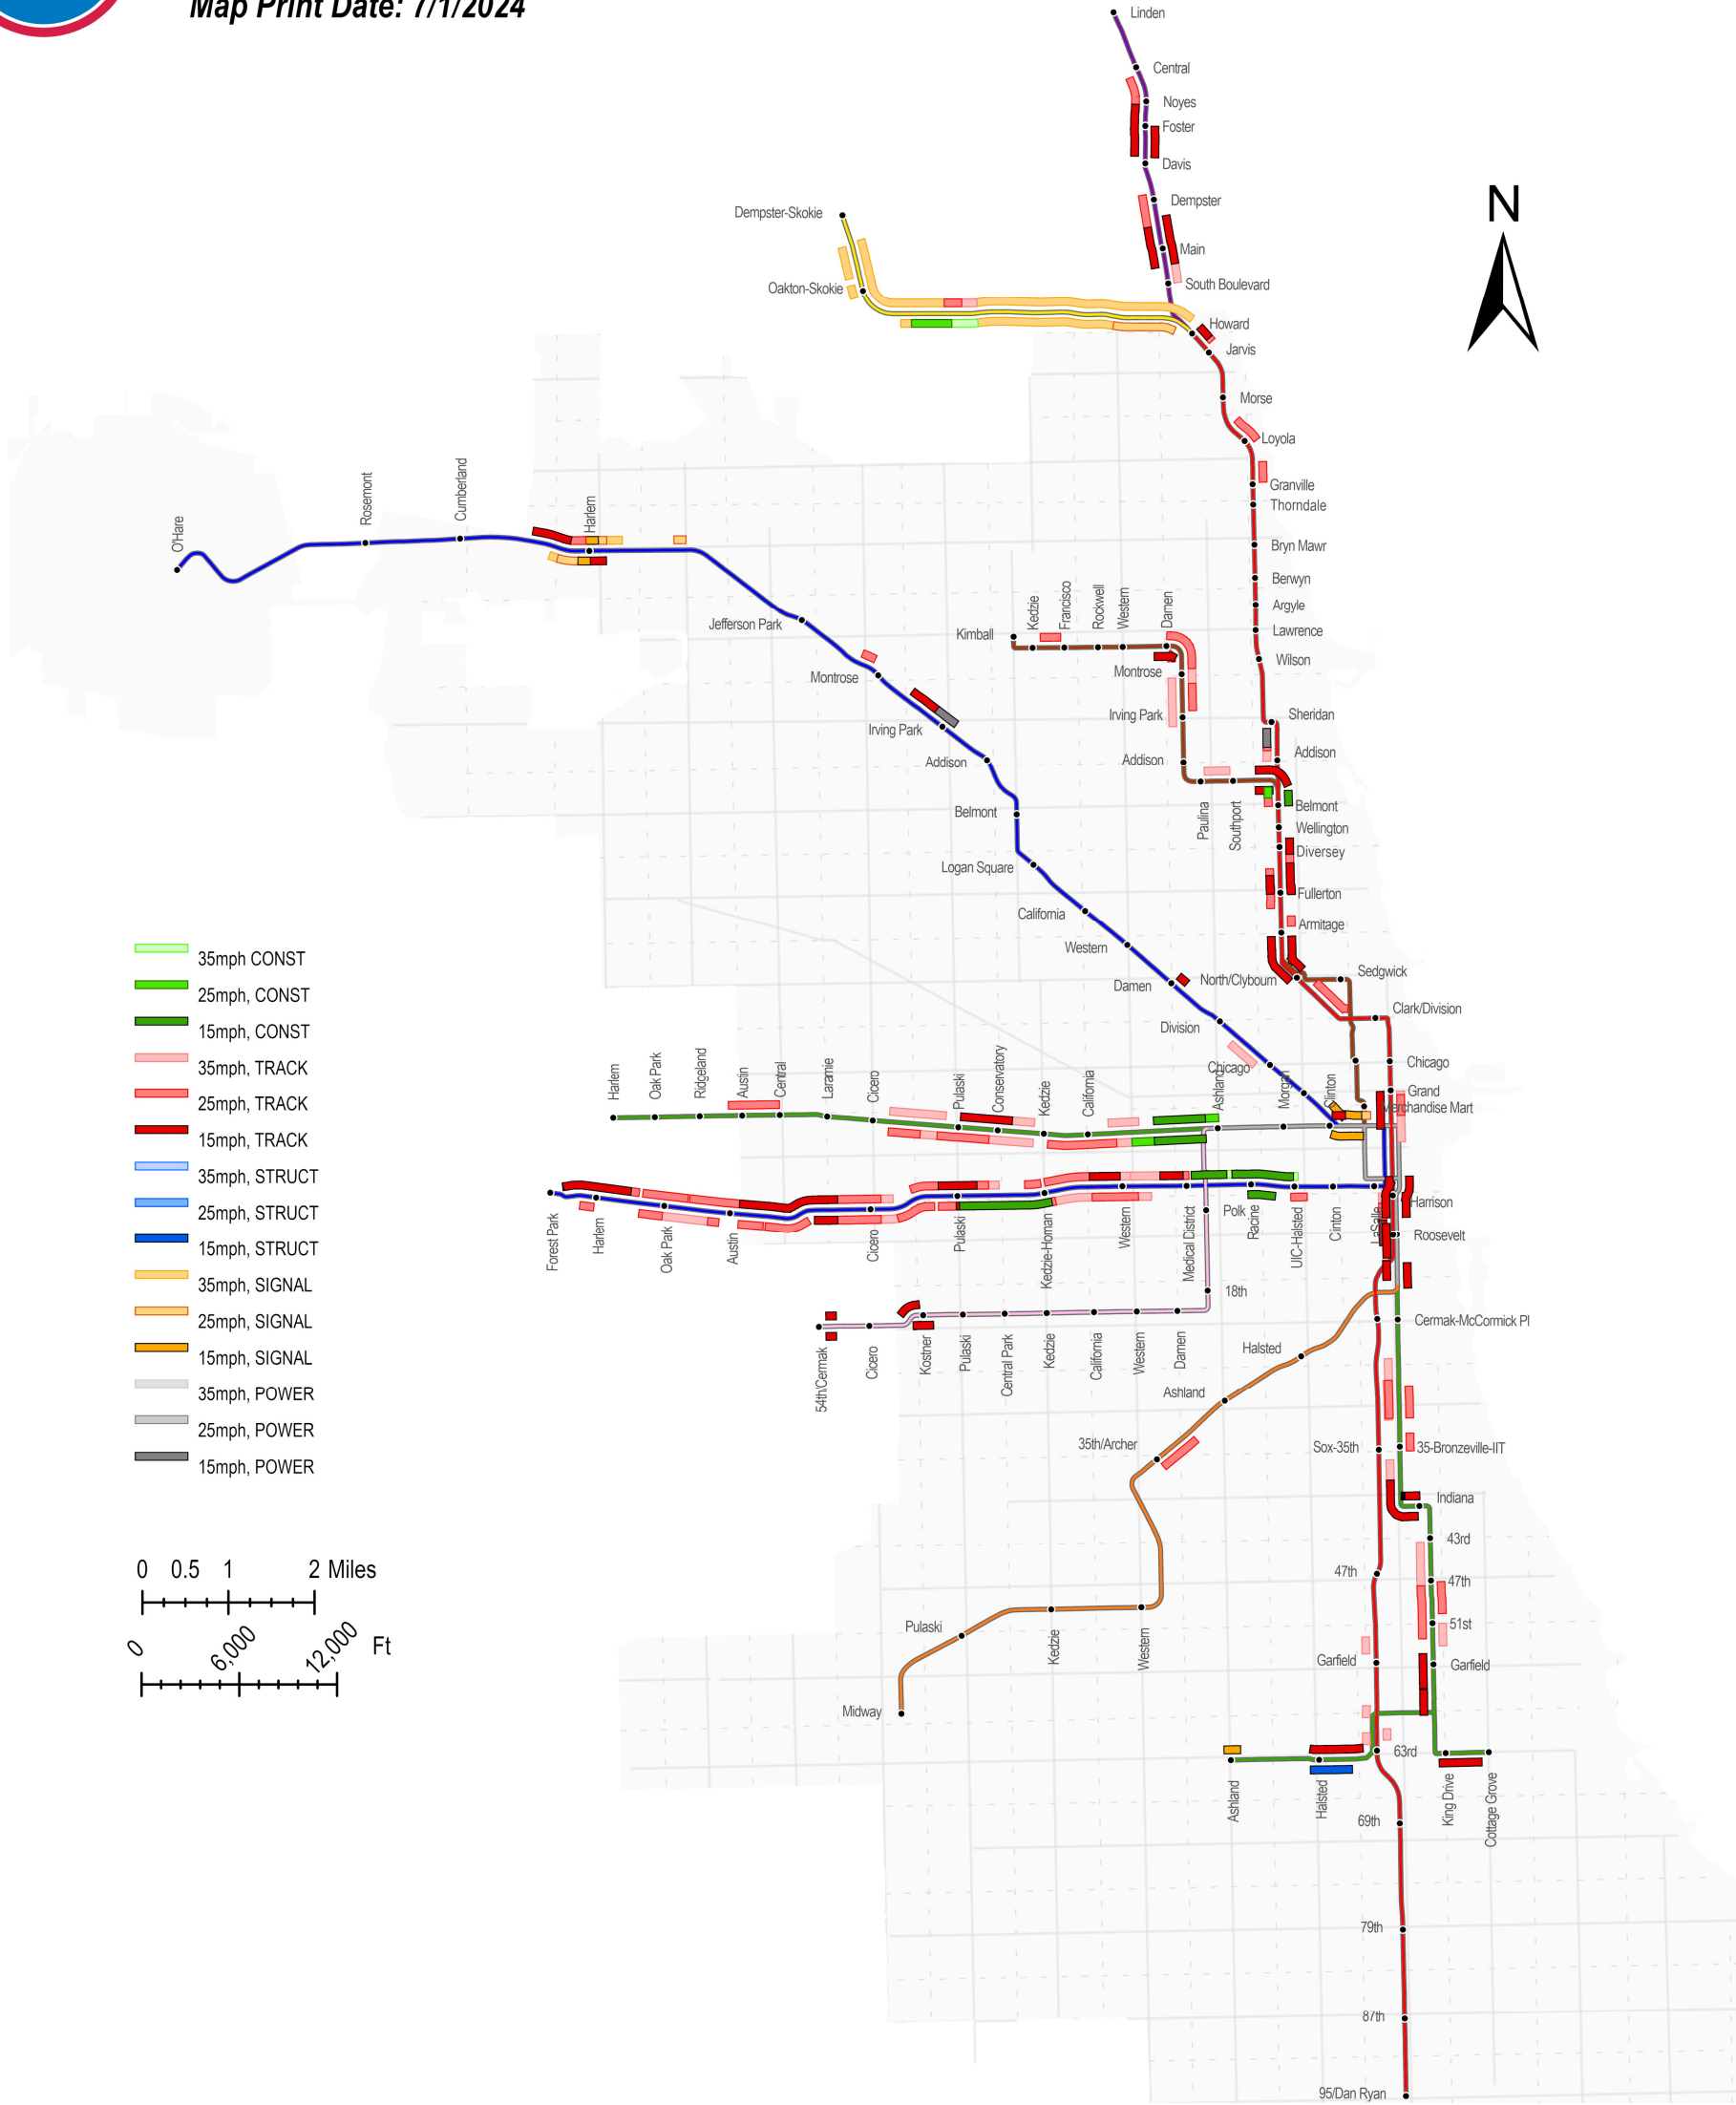 Map Print Date: 7/1/2024
Linden
Central
Noyes
Foster
Davis
Dempster
Main
South Boulevard
Dempster-Skokie
Oakton-Skokie
Howard
Jarvis
Morse
Loyola
Granville
Thorndale
Bryn Mawr
Berwyn
Argyle
Lawrence
Wilson
Sheridan
Addison
Belmont
Wellington
Diversey
Fullerton
Armitage
N
O'Hare
Rosemont
Cumberland
Harlem
Jefferson Park
Montrose
Irving Park
Addison
Belmont
Logan Square
California
Western
Damen
Division
Chicago
Kimball
Kedzie
Francisco
Rockwell
Western
Damen
Montrose
Irving Park
Addison
Paulina
Southport
North/Clybourn
Sedgwick
Clark/Division
Chicago
Grand
Merchandise Mart
Harlem
Oak Park
Ridgeland
Austin
Central
Laramie
Cicero
Pulaski
Conservatory
Kedzie
California
Ashland
Morgan
Clinton
Forest Park
Harlem
Oak Park
Austin
Cicero
Pulaski
Kedzie-Homan
Western
Medical District
Polk
Racine
UIC-Halsted
Clinton
LaSalle
Harrison
Roosevelt
18th
54th/Cermak
Cicero
Kostner
Pulaski
Central Park
Kedzie
California
Western
Damen
Halsted
Ashland
35th/Archer
Cermak-McCormick Pl
Sox-35th
35-Bronzeville-IIT
Indiana
43rd
47th
47th
51st
Garfield
Garfield
Pulaski
Kedzie
Western
Midway
63rd
Ashland
Halsted
King Drive
Cottage Grove
69th
79th
87th
95/Dan Ryan
35mph CONST
25mph, CONST
15mph, CONST
35mph, TRACK
25mph, TRACK
15mph, TRACK
35mph, STRUCT
25mph, STRUCT
15mph, STRUCT
35mph, SIGNAL
25mph, SIGNAL
15mph, SIGNAL
35mph, POWER
25mph, POWER
15mph, POWER
0 0.5 1 2 Miles
0 6,000 12,000 Ft